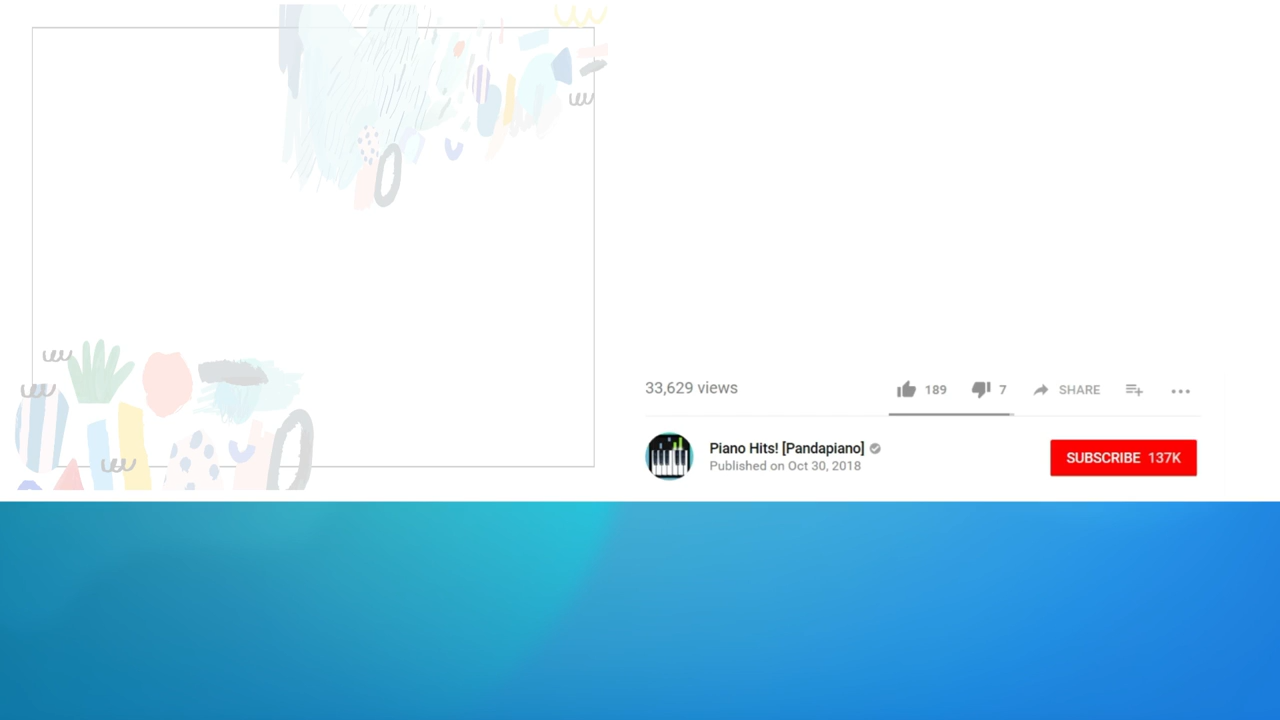 33,629 views
189
7
SHARE
Piano Hits! [Pandapiano]
Published on Oct 30, 2018
SUBSCRIBE 137K